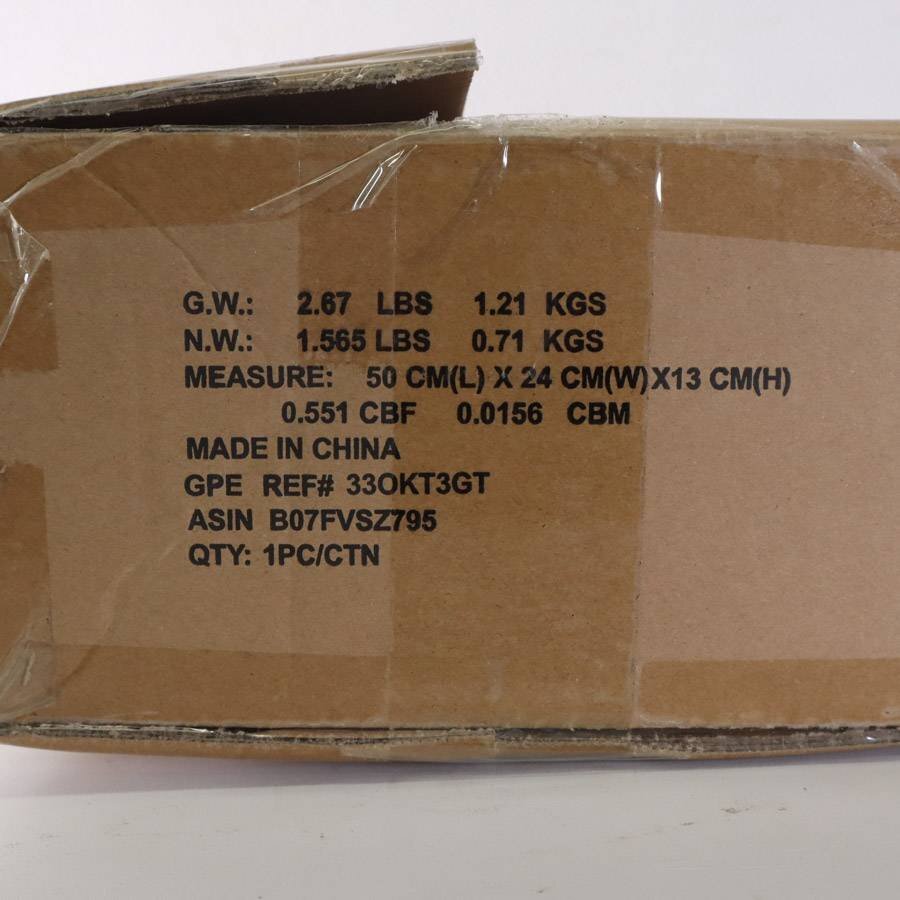 G.W.: 2.67 LBS 1.21 KGS
N.W.: 1.565 LBS 0.71 KGS
MEASURE: 50 CM(L) X 24 CM(W)X13 CM(H)
0.551 CBF 0.0156 CBM
MADE IN CHINA
GPE REF# 33OKT3GT
ASIN B07FVSZ795
QTY: 1PC/CTN